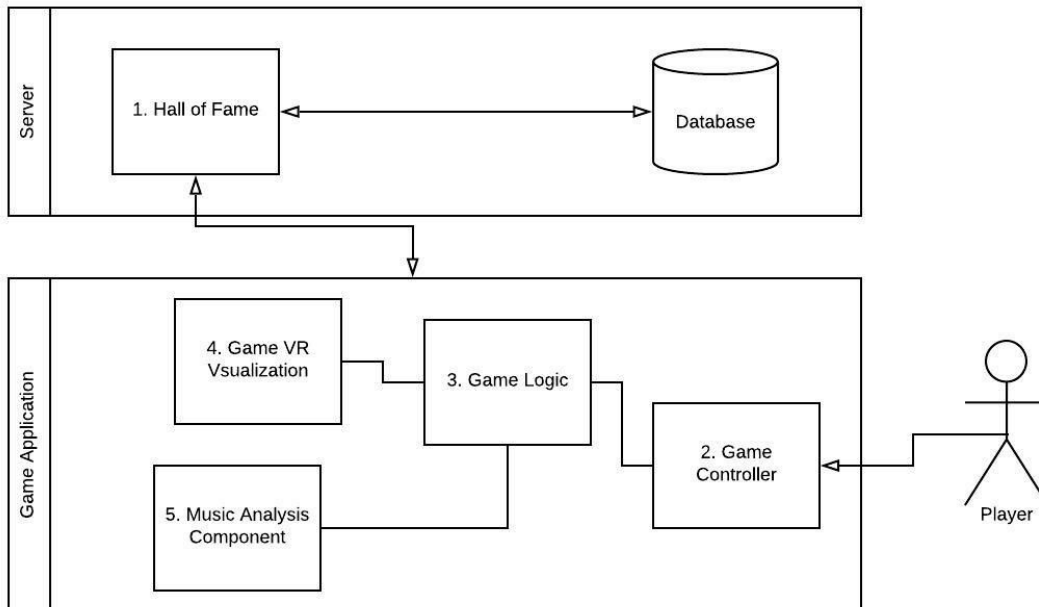 Server
1. Hall of Fame
Database
Game Application
4. Game VR
Vsualization
3. Game Logic
2. Game
Controller
5. Music Analysis
Component
Player